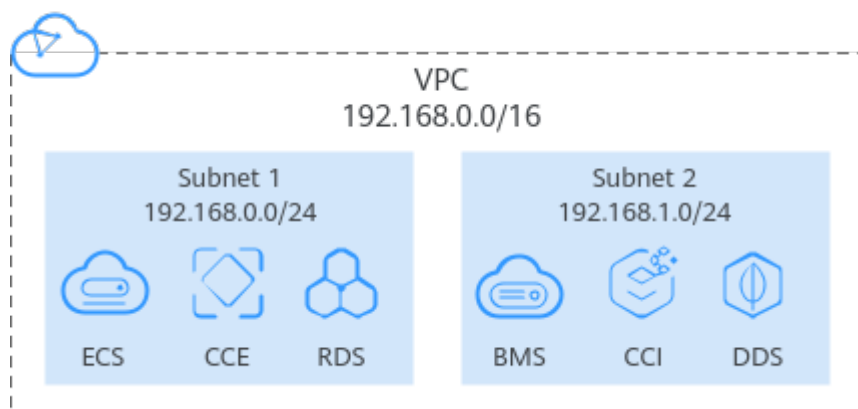 VPC
192.168.0.0/16
Subnet 1
192.168.0.0/24
ECS CCE RDS
Subnet 2
192.168.1.0/24
BMS CCI DDS